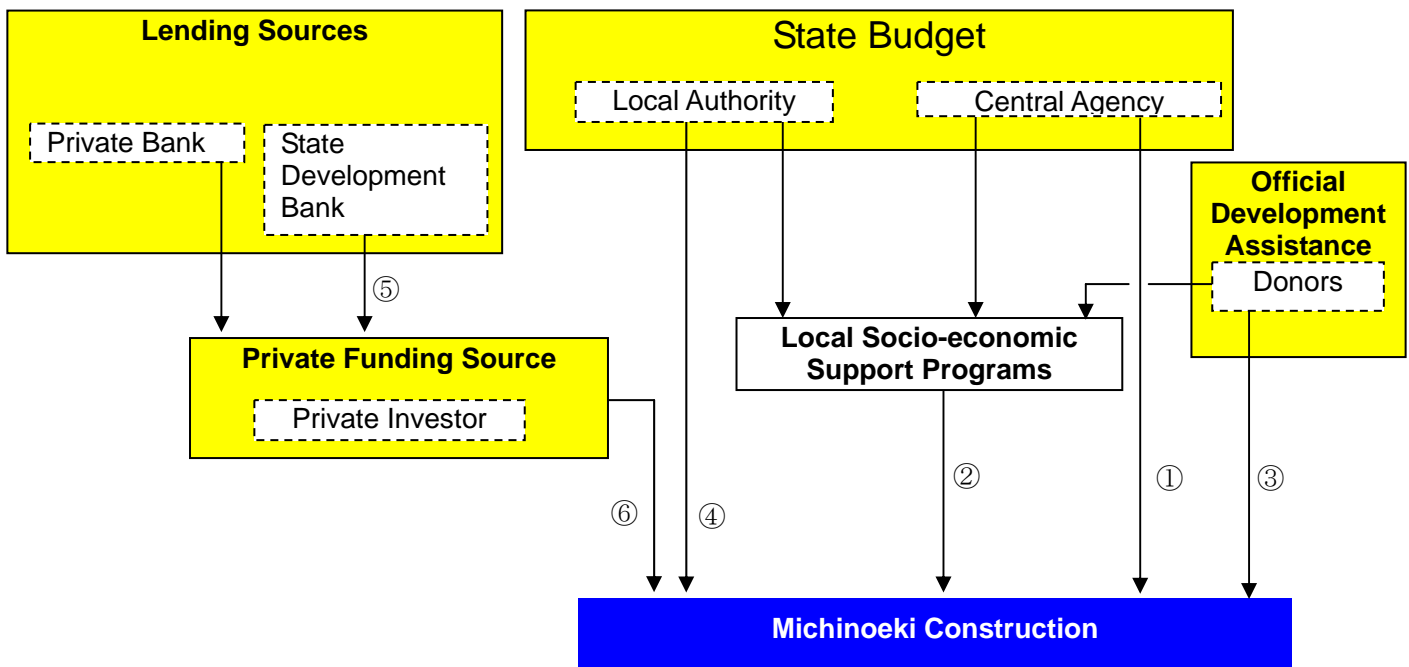 Lending Sources
Private Bank
State
Development
Bank
State Budget
Local Authority
Central Agency
Official
Development
Assistance
Donors
⑤
Private Funding Source
Private Investor
Local Socio-economic
Support Programs
⑥
④
②
①
③
Michinoeki Construction